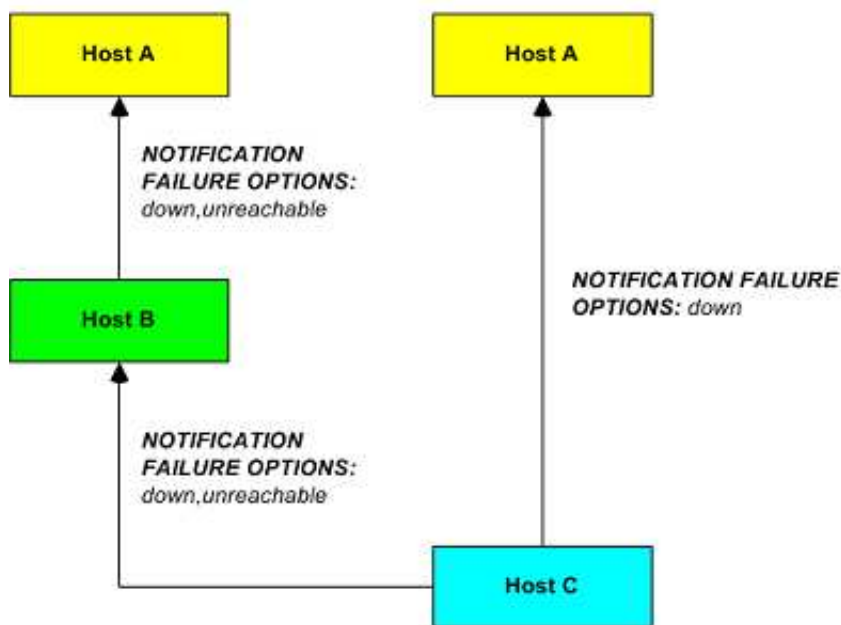 Host A
Host A
NOTIFICATION
FAILURE OPTIONS:
down,unreachable
NOTIFICATION FAILURE
OPTIONS: down
Host B
NOTIFICATION
FAILURE OPTIONS:
down,unreachable
Host C